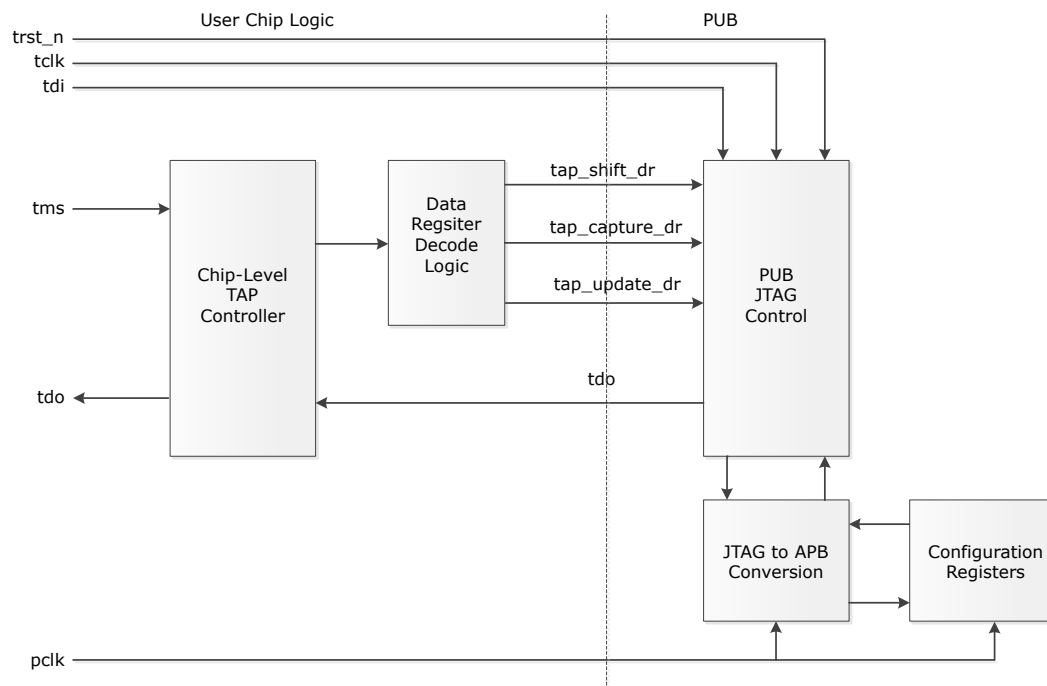 User Chip Logic
PUB
trst_n
tclk
tdi
tms
tdo
Chip-Level
TAP
Controller
Data
Regsiter
Decode
Logic
tap_shift_dr
tap_capture_dr
tap_update_dr
tdo
PUB
JTAG
Control
JTAG to APB
Conversion
Configuration
Registers
pclk